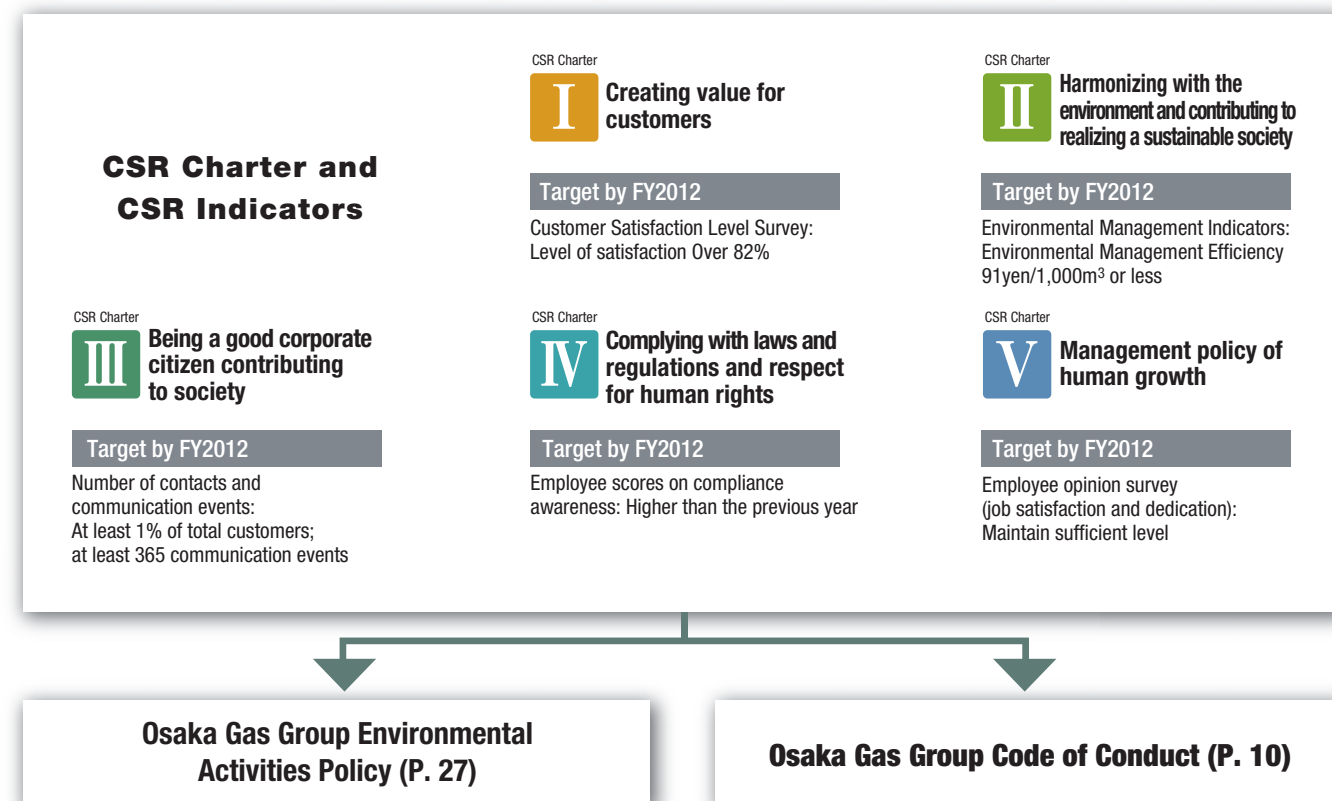 CSR Charter and
CSR Indicators
CSR Charter
I
Creating value for
customers
Target by FY2012
Customer Satisfaction Level Survey:
Level of satisfaction Over 82%
CSR Charter
II
Harmonizing with the
environment and contributing to
realizing a sustainable society
Target by FY2012
Environmental Management Indicators:
Environmental Management Efficiency
91yen/1,000m³ or less
CSR Charter
III
Being a good corporate
citizen contributing
to society
Target by FY2012
Number of contacts and
communication events:
At least 1% of total customers;
at least 365 communication events
CSR Charter
IV
Complying with laws and
regulations and respect
for human rights
Target by FY2012
Employee scores on compliance
awareness: Higher than the previous year
CSR Charter
V
Management policy of
human growth
Target by FY2012
Employee opinion survey
(job satisfaction and dedication):
Maintain sufficient level
Osaka Gas Group Environmental
Activities Policy (P. 27)
Osaka Gas Group Code of Conduct (P. 10)